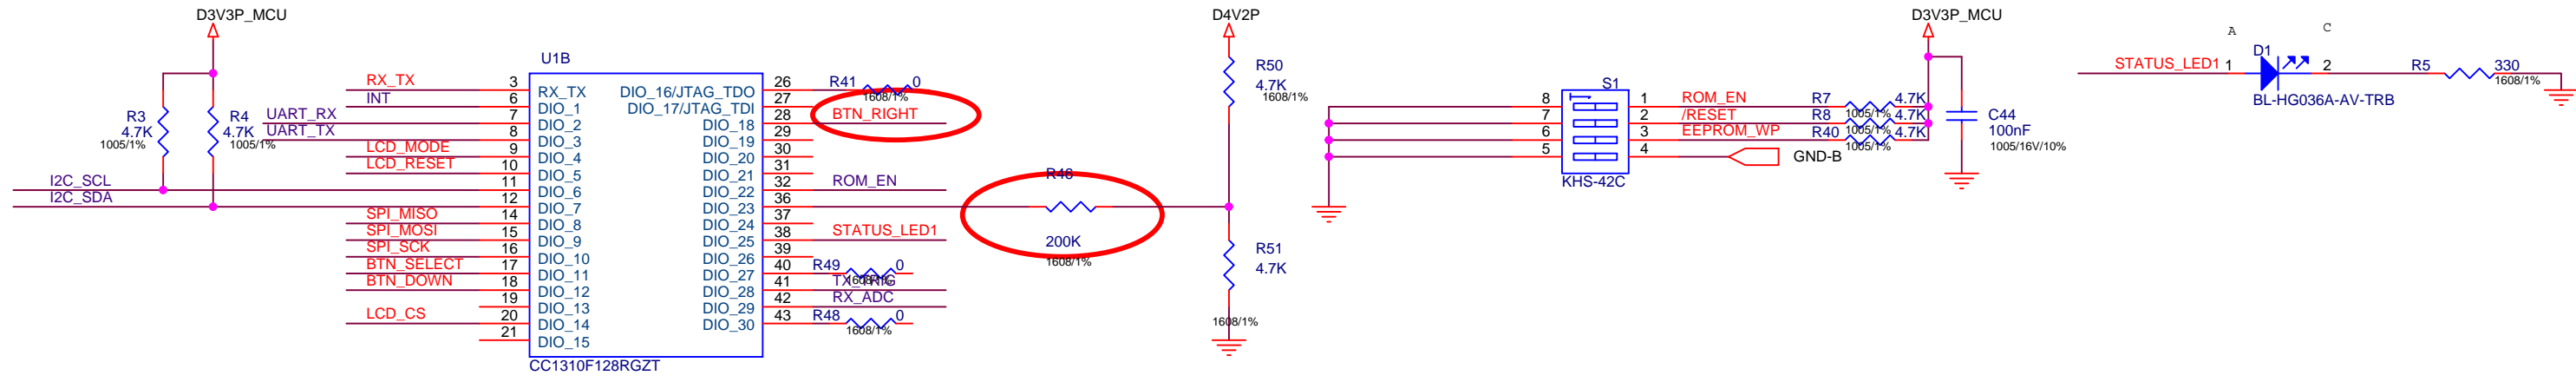 D3V3P_MCU
R3
4.7K
1005/1%
R4
4.7K
1005/1%
I2C_SCL
I2C_SDA
U1B
RX_TX
INT
UART_RX
UART_TX
LCD_MODE
LCD_RESET
SPI_MISO
SPI_MOSI
SPI_SCK
BTN_SELECT
BTN_DOWN
LCD_CS
3
6
7
8
9
10
11
12
14
15
16
17
18
19
20
21
RX_TX
DIO_1
DIO_2
DIO_3
DIO_4
DIO_5
DIO_6
DIO_7
DIO_8
DIO_9
DIO_10
DIO_11
DIO_12
DIO_13
DIO_14
DIO_15
DIO_16/JTAG_TDO
DIO_17/JTAG_TDI
DIO_18
DIO_19
DIO_20
DIO_21
DIO_22
DIO_23
DIO_24
DIO_25
DIO_26
DIO_27
DIO_28
DIO_29
DIO_30
CC1310F128RGZT
26
27
28
29
30
31
32
36
37
38
39
40
41
42
43
R41 0
1608/1%
BTN_RIGHT
ROM_EN
STATUS_LED1
R49 0
1608/1%
TX_TRIG
RX_ADC
R48 0
1608/1%
R46
200K
1608/1%
D4V2P
R50
4.7K
1608/1%
R51
4.7K
1608/1%
S1
8
7
6
5
1
2
3
4
KHS-42C
ROM_EN
/RESET
EEPROM_WP
GND-B
R7 4.7K
1005/1%
R8 4.7K
1005/1%
R40 4.7K
1005/1%
D3V3P_MCU
C44
100nF
1005/16V/10%
A
C
D1
STATUS_LED1 1
2
BL-HG036A-AV-TRB
R5 330
1608/1%